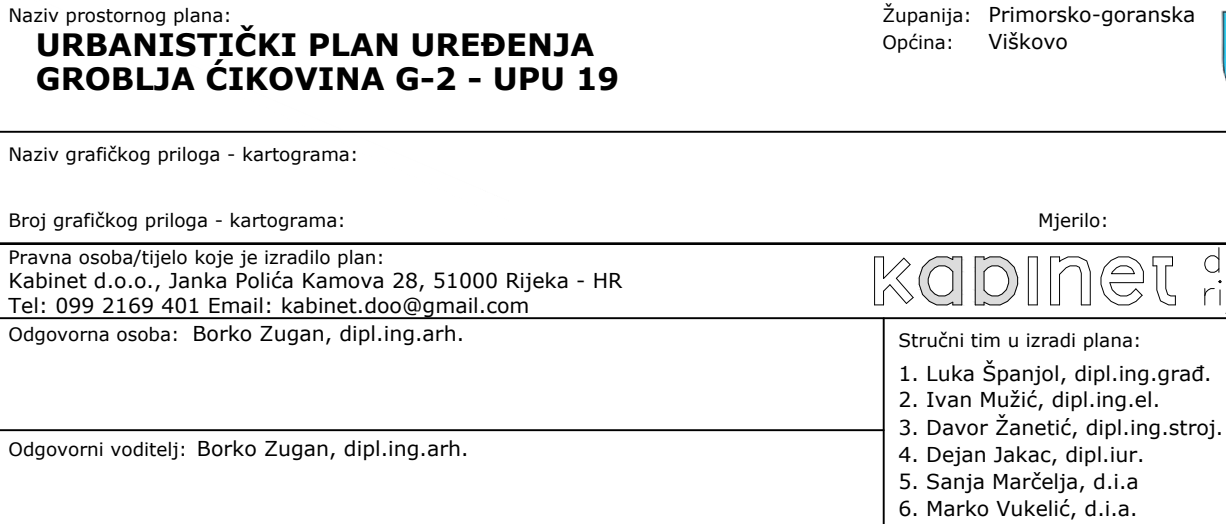 Naziv prostornog plana:
URBANISTIČKI PLAN UREĐENJA
GROBLJA ĆIKOVINA G-2 - UPU 19
Županija: Primorsko-goranska
Općina: Viškovo
Naziv grafičkog priloga - kartograma:
Broj grafičkog priloga - kartograma:
Mjerilo:
Pravna osoba/tijelo koje je izradilo plan:
Kabinet d.o.o., Janka Polića Kamova 28, 51000 Rijeka - HR
Tel: 099 2169 401 Email: kabinet.doo@gmail.com
kabinet
Odgovorna osoba: Borko Zugan, dipl.ing.arh.
Odgovorni voditelj: Borko Zugan, dipl.ing.arh.
Stručni tim u izradi plana:
1. Luka Španjol, dipl.ing.građ.
2. Ivan Mužić, dipl.ing.el.
3. Davor Žanetić, dipl.ing.stroj.
4. Dejan Jakac, dipl.iur.
5. Sanja Marčelja, d.i.a
6. Marko Vukelić, d.i.a.